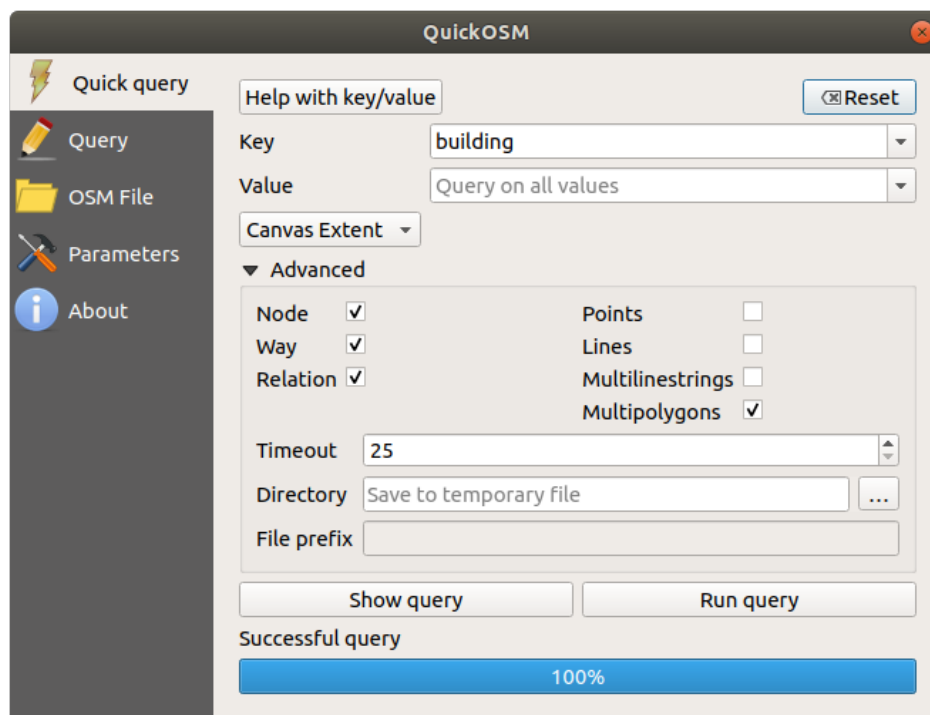 QuickOSM
Quick query
Query
OSM File
Parameters
About
Help with key/value
Reset
Key building
Value Query on all values
Canvas Extent
Advanced
Node Points
Way Lines
Relation Multilinestrings
Multipolygons
Timeout 25
Directory Save to temporary file ...
File prefix
Show query Run query
Successful query
100%